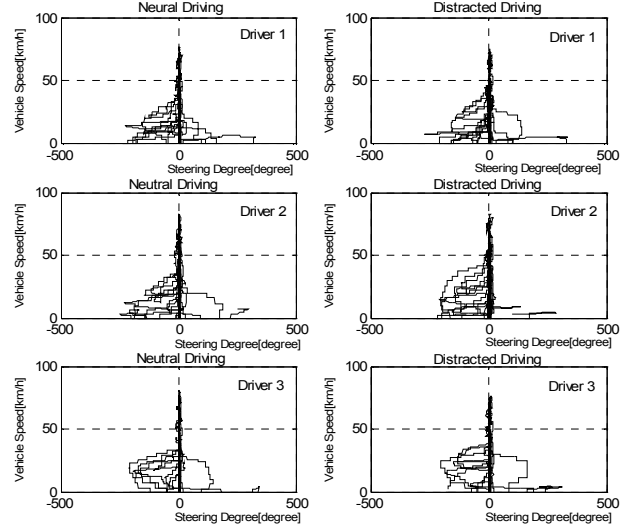 Neural Driving
Distracted Driving
100
Driver 1
50
Vehicle Speed[km/h]
0
-500
0
500
Steering Degree[degree]
100
Driver 1
50
Vehicle Speed[km/h]
0
-500
0
500
Steering Degree[degree]
Neutral Driving
Distracted Driving
100
Driver 2
50
Vehicle Speed[km/h]
0
-500
0
500
Steering Degree[degree]
100
Driver 2
50
Vehicle Speed[km/h]
0
-500
0
500
Steering Degree[degree]
Neutral Driving
Distracted Driving
100
Driver 3
50
Vehicle Speed[km/h]
0
-500
0
500
Steering Degree[degree]
100
Driver 3
50
Vehicle Speed[km/h]
0
-500
0
500
Steering Degree[degree]